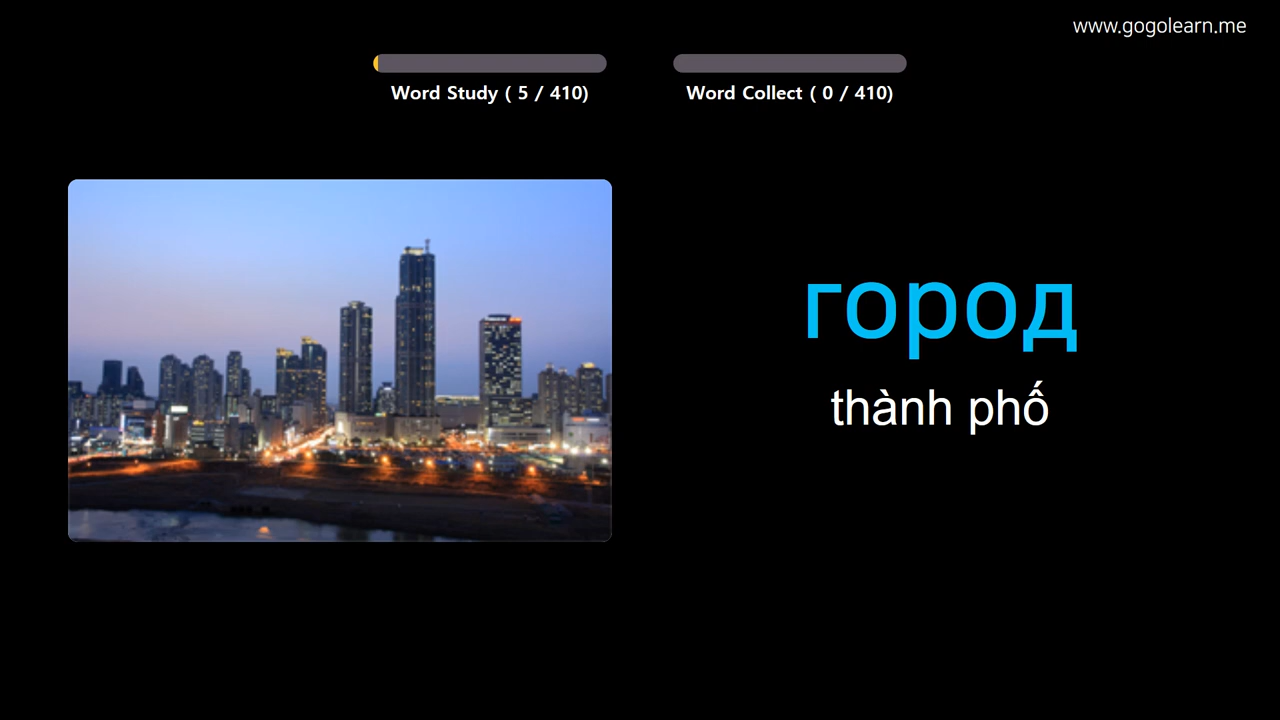 www.gogolearn.me
Word Study ( 5 / 410)
Word Collect ( 0 / 410)
город
thành phố